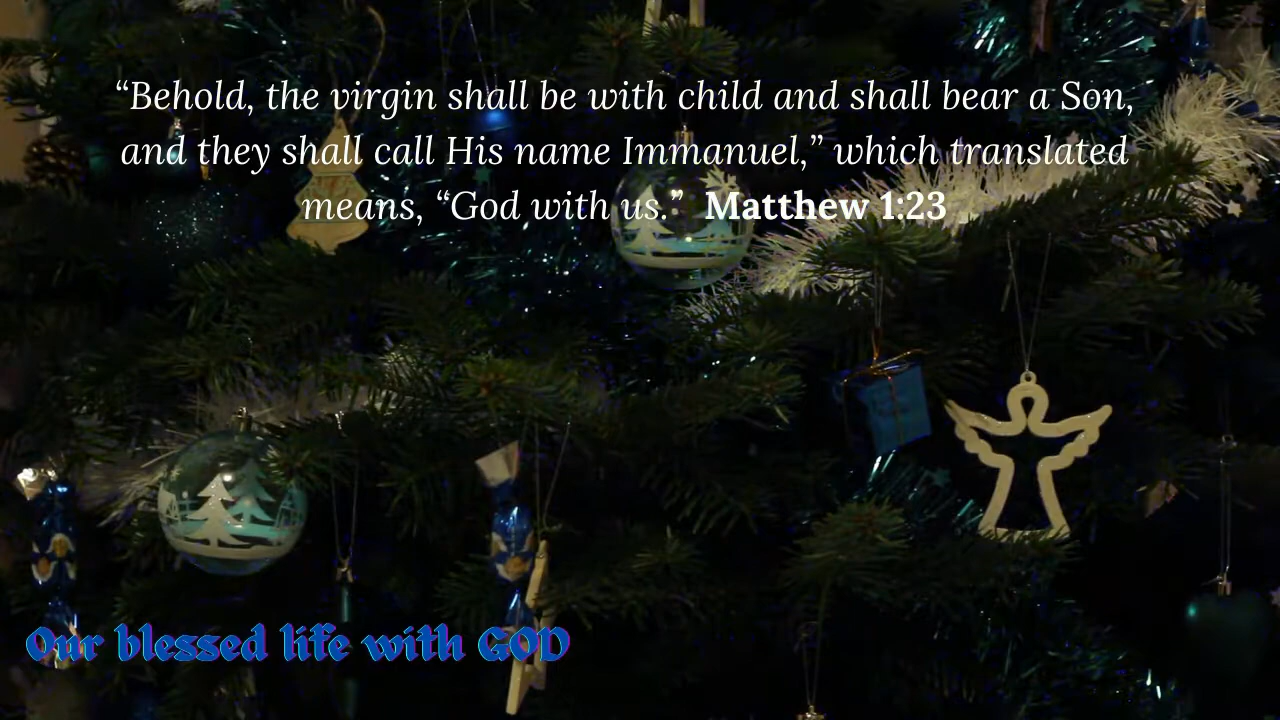 “Behold, the virgin shall be with child and shall bear a Son,
and they shall call His name Immanuel,” which translated
means, “God with us.”  Matthew 1:23
Our blessed life with GOD